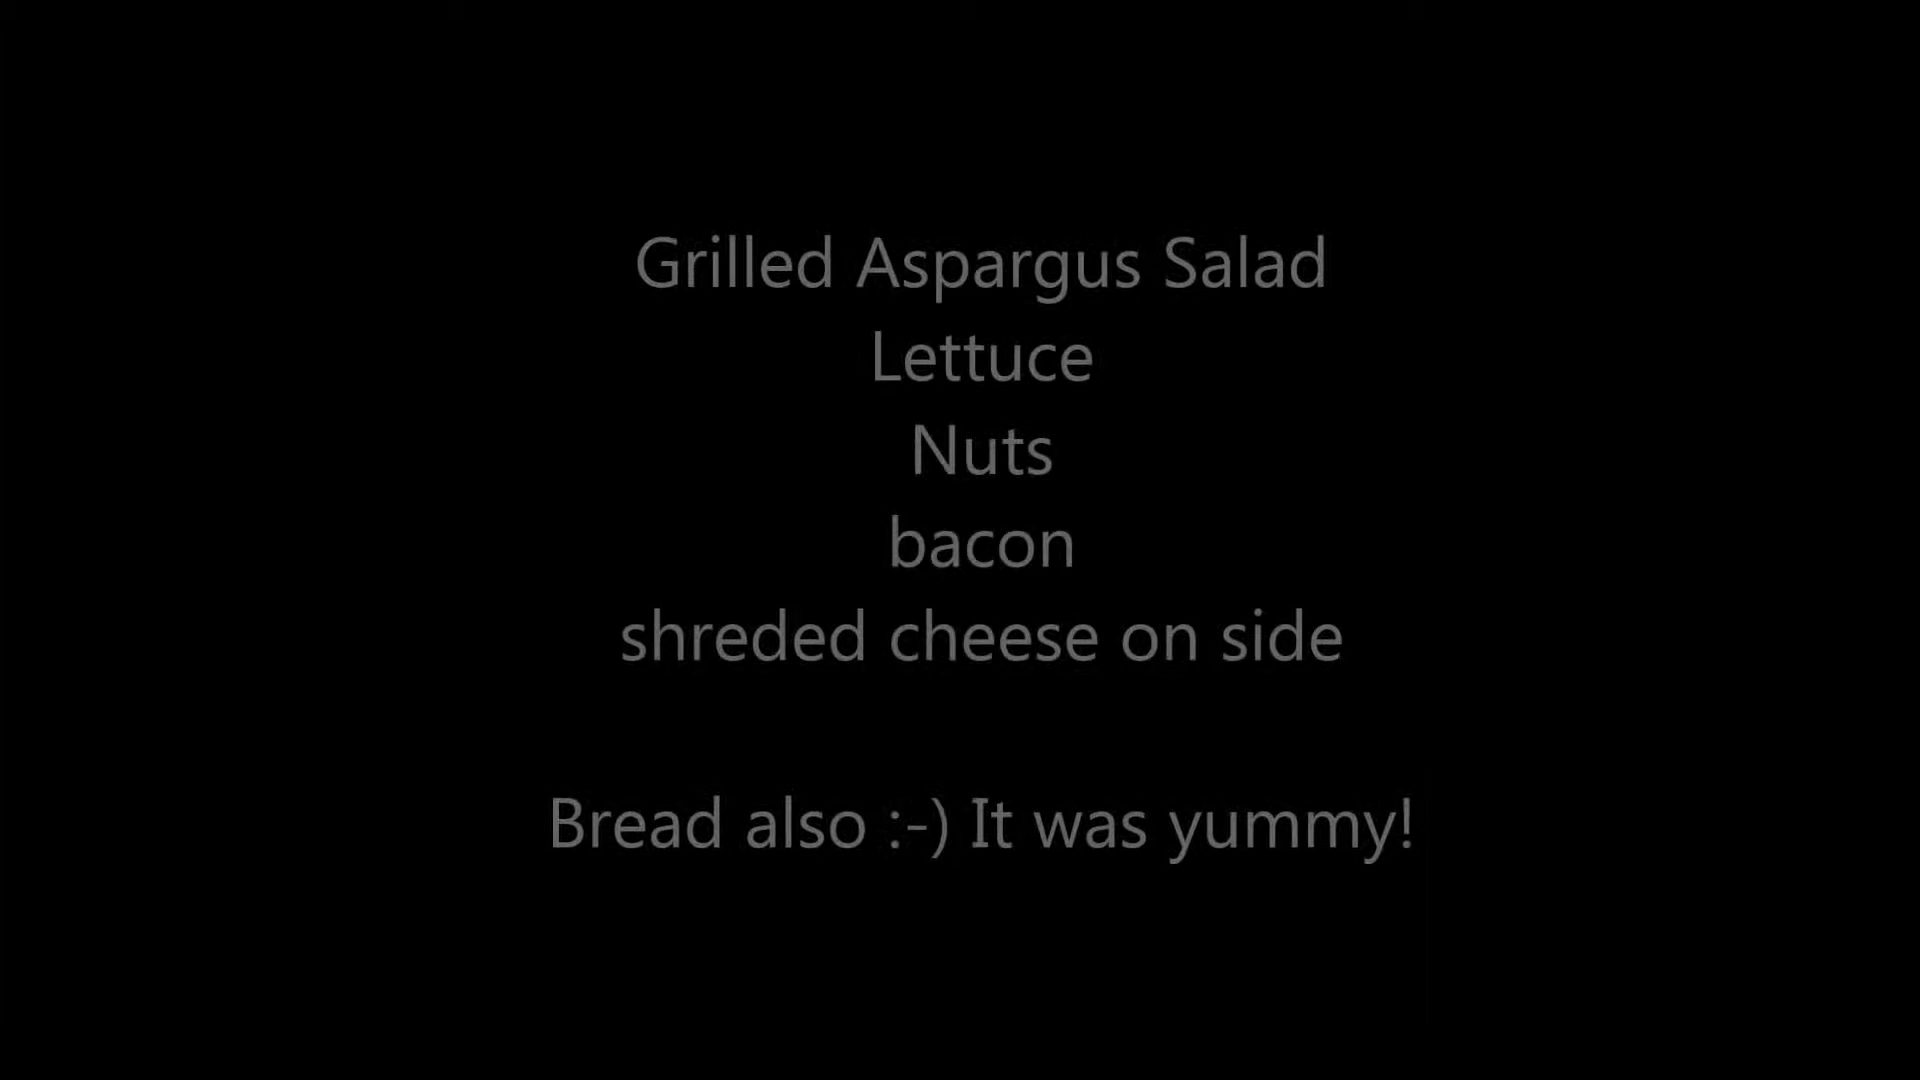 Grilled Aspargus Salad
Lettuce
Nuts
bacon
shreded cheese on side
Bread also :-) It was yummy!